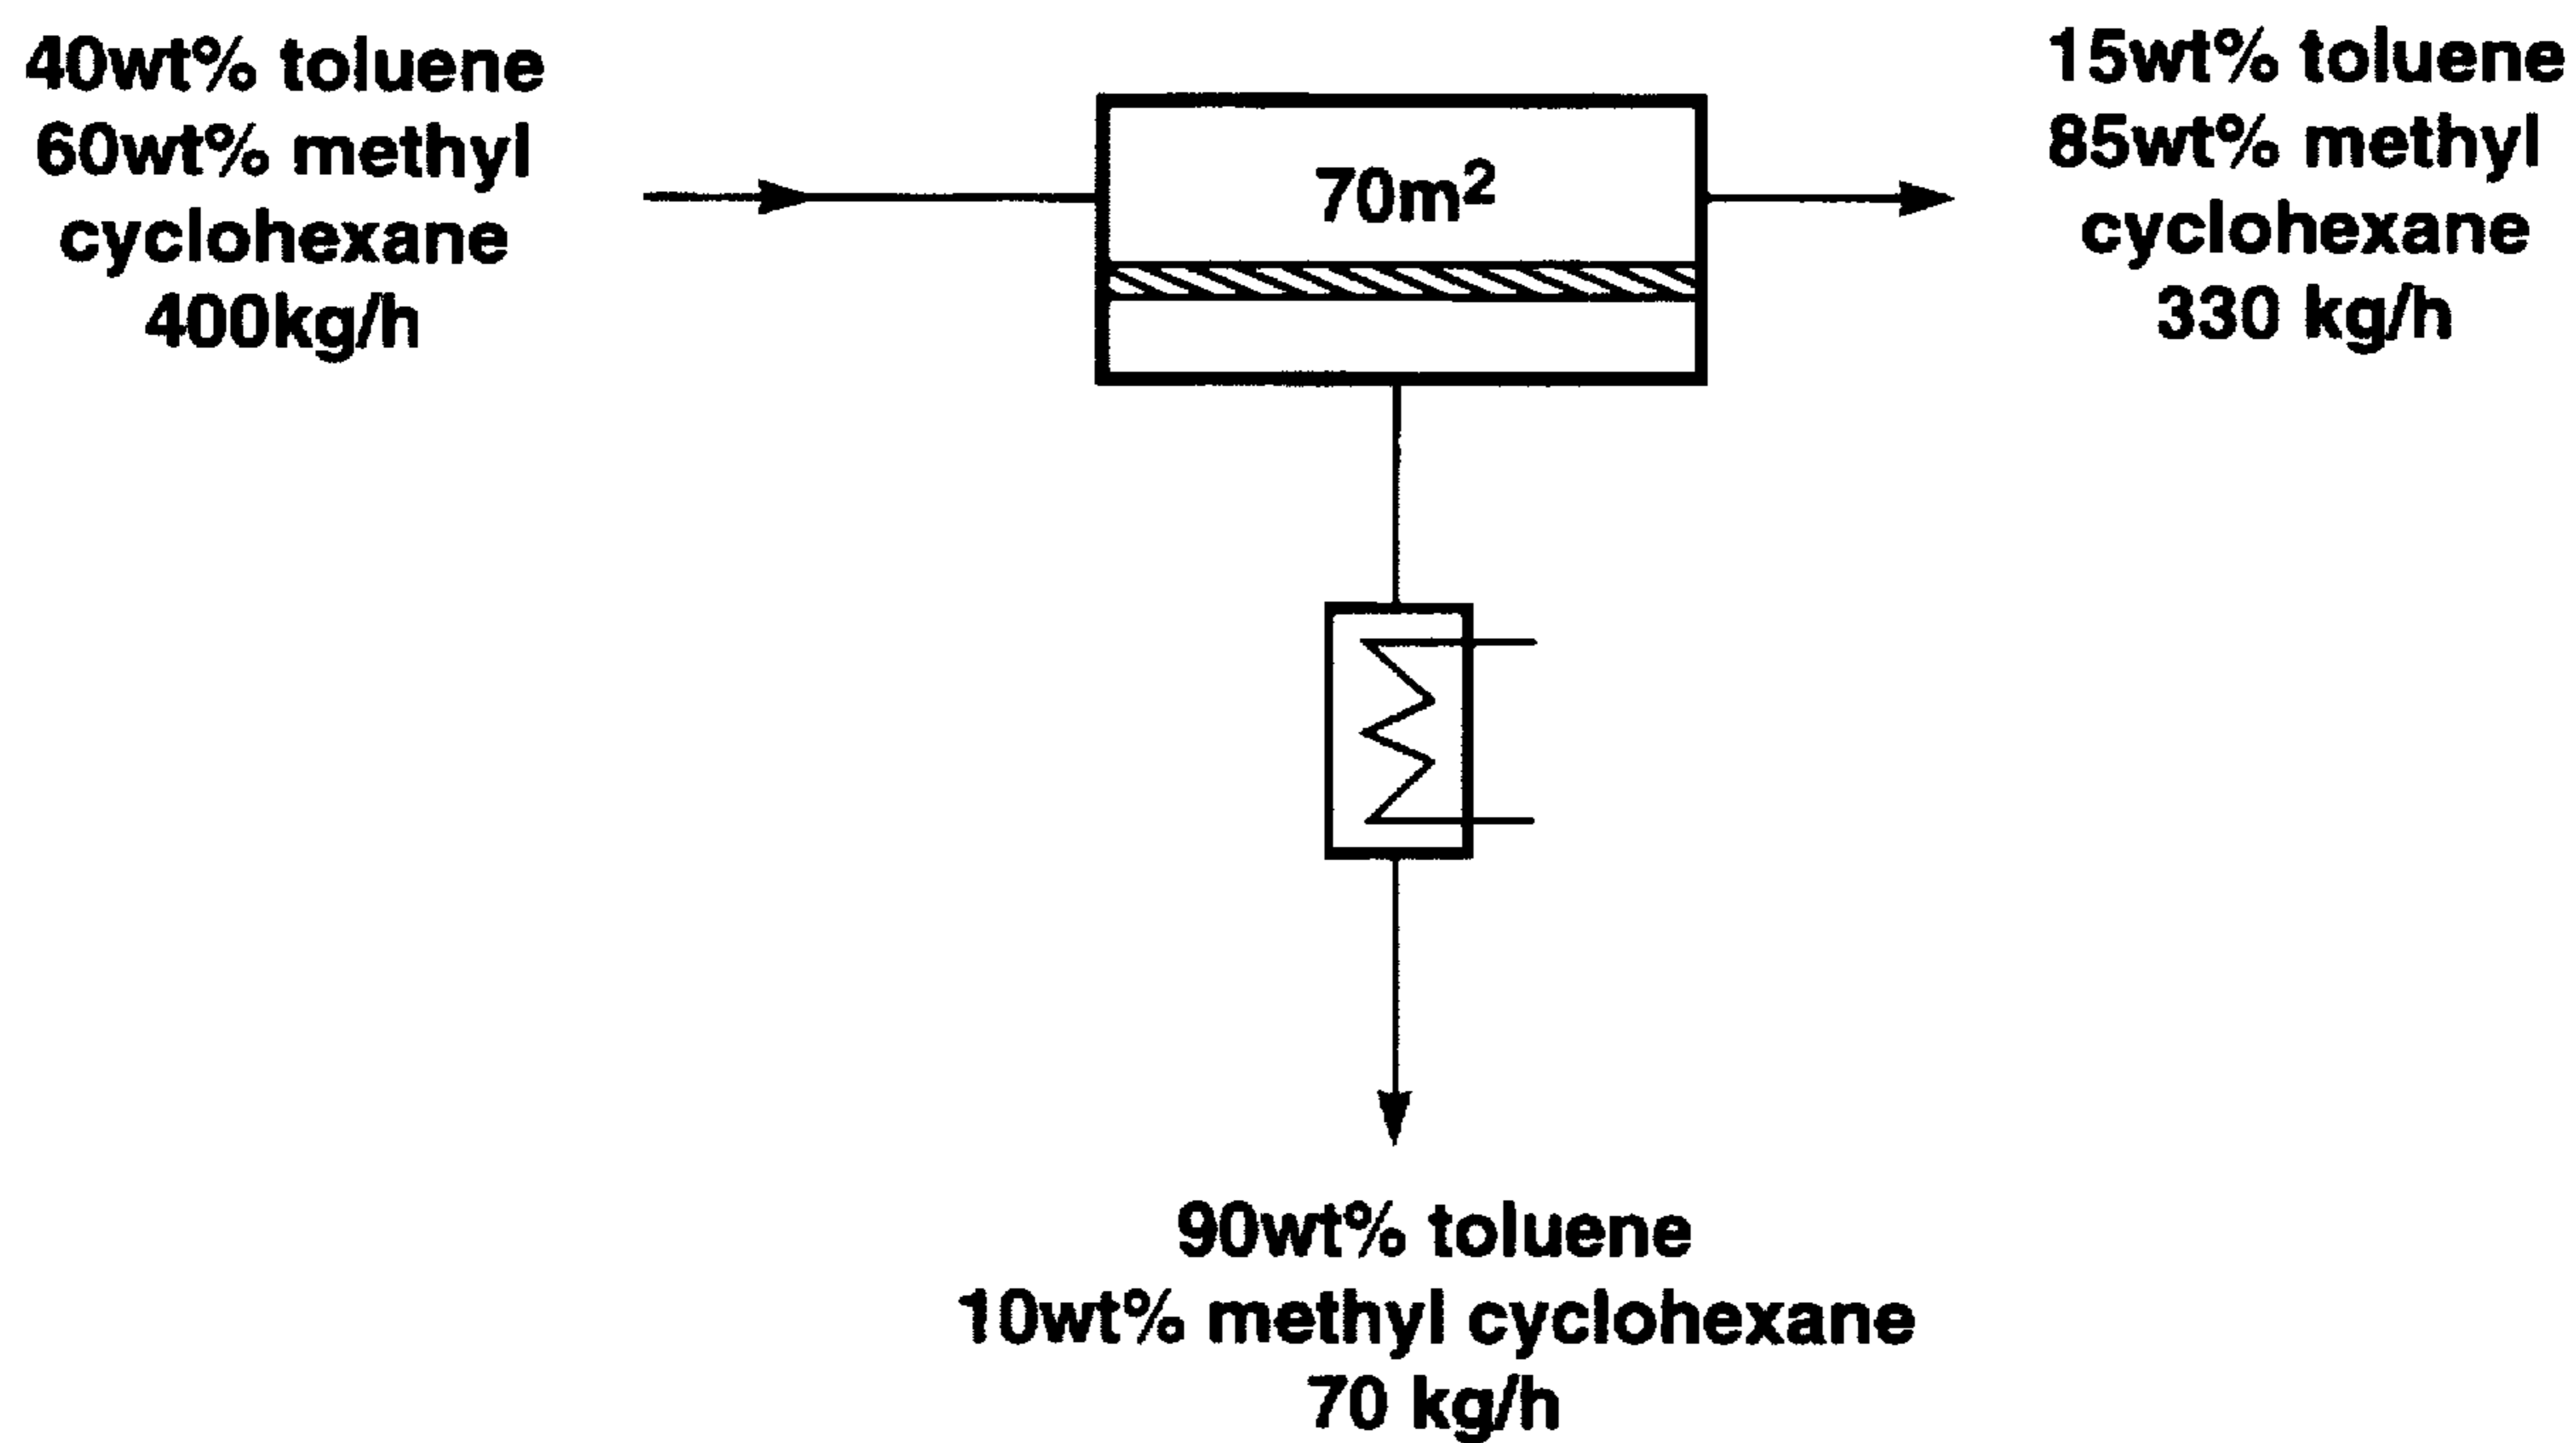 40wt% toluene
60wt% methyl
cyclohexane
400kg/h
70m²
15wt% toluene
85wt% methyl
cyclohexane
330 kg/h
90wt% toluene
10wt% methyl cyclohexane
70 kg/h